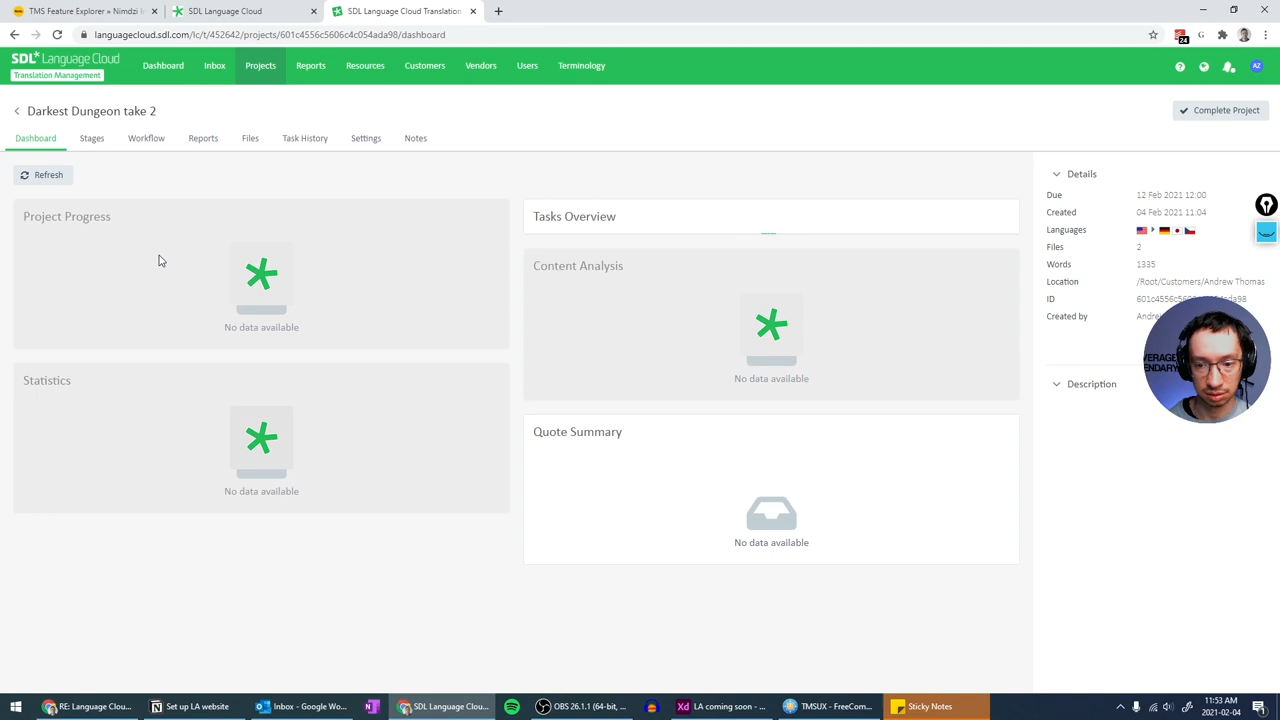 TMS Feature Explorer » Nimdzi In
SDL Language Cloud
SDL Language Cloud Translation
languagecloud.sdl.com/lc/t/452642/projects/601c4556c5606c4c054ada98/dashboard
24
SDL* Language Cloud
Translation Management
Dashboard
Inbox
Projects
Reports
Resources
Customers
Vendors
Users
Terminology
AZ
Darkest Dungeon take 2
Complete Project
Dashboard
Stages
Workflow
Reports
Files
Task History
Settings
Notes
Refresh
Project Progress
No data available
Statistics
No data available
Tasks Overview
Content Analysis
No data available
Quote Summary
No data available
Details
Due 12 Feb 2021 12:00
Created 04 Feb 2021 11:04
Languages
Files 2
Words 1335
Location /Root/Customers/Andrew Thomas
ID
Created by
Description
RE: Language Clou...
Set up LA website
Inbox - Google Wo...
SDL Language Clou...
OBS 26.1.1 (64-bit, ...
LA coming soon - ...
TMSUX - FreeCom...
Sticky Notes
11:53 AM
2021-02-04
1